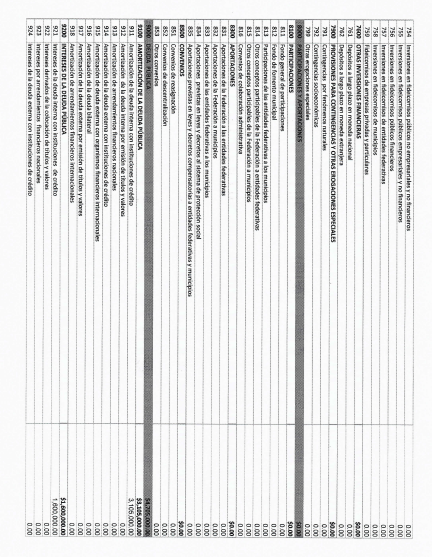 754 Inversiones en fideicomisos públicos no empresariales y no financieros 0.00
755 Inversiones en fideicomisos públicos empresariales y no financieros 0.00
756 Inversiones en fideicomisos públicos financieros 0.00
757 Inversiones en fideicomisos de entidades federativas 0.00
758 Inversiones en fideicomisos de municipios 0.00
759 Fideicomisos de empresas privadas y particulares 0.00
7600 OTRAS INVERSIONES FINANCIERAS $0.00
761 Depósitos a largo plazo en moneda nacional 0.00
762 Depósitos a largo plazo en moneda extranjera 0.00
7900 PROVISIONES PARA CONTINGENCIAS Y OTRAS EROGACIONES ESPECIALES $0.00
791 Contingencias por fenómenos naturales 0.00
792 Contingencias socioeconómicas 0.00
799 Otras erogaciones especiales 0.00
8000 PARTICIPACIONES Y APORTACIONES $0.00
8100 PARTICIPACIONES $0.00
811 Fondo general de participaciones 0.00
812 Fondo de fomento municipal 0.00
813 Participaciones de las entidades federativas a los municipios 0.00
814 Otros conceptos participables de la Federación a entidades federativas 0.00
815 Otros conceptos participables de la Federación a municipios 0.00
816 Convenios de colaboración administrativa 0.00
8300 APORTACIONES $0.00
831 Aportaciones de la Federación a las entidades federativas 0.00
832 Aportaciones de la Federación a municipios 0.00
833 Aportaciones de las entidades federativas a los municipios 0.00
834 Aportaciones previstas en leyes y decretos al sistema de protección social 0.00
835 Aportaciones previstas en leyes y decretos compensatorias a entidades federativas y municipios 0.00
8500 CONVENIOS $0.00
851 Convenios de reasignación 0.00
852 Convenios de descentralización 0.00
853 Otros convenios 0.00
9000 DEUDA PÚBLICA $4,705,000.00
9100 AMORTIZACIÓN DE LA DEUDA PÚBLICA $3,105,000.00
911 Amortización de la deuda interna con instituciones de crédito 3,105,000.00
912 Amortización de la deuda interna por emisión de títulos y valores 0.00
913 Amortización de arrendamientos financieros nacionales 0.00
914 Amortización de la deuda externa con instituciones de crédito 0.00
915 Amortización de deuda externa con organismos financieros internacionales 0.00
916 Amortización de la deuda bilateral 0.00
917 Amortización de la deuda externa por emisión de títulos y valores 0.00
918 Amortización de arrendamientos financieros internacionales 0.00
9200 INTERESES DE LA DEUDA PÚBLICA $1,600,000.00
921 Intereses de la deuda interna con instituciones de crédito 1,600,000.00
922 Intereses derivados de la colocación de títulos y valores 0.00
923 Intereses por arrendamientos financieros nacionales 0.00
924 Intereses de la deuda externa con instituciones de crédito 0.00